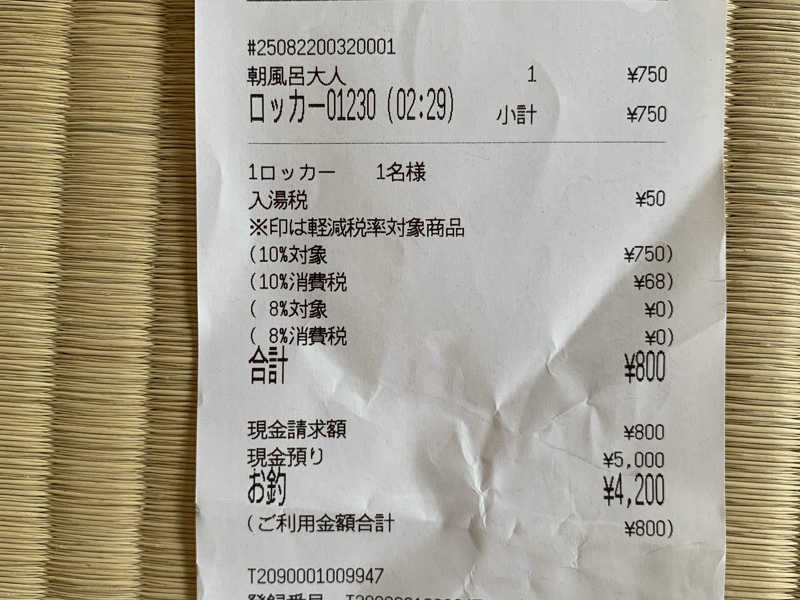 #25082200320001
朝風呂大人 1 ¥750
ロッカー01230 (02:29) 小計 ¥750
1ロッカー 1名様
入湯税 ¥50
※印は軽減税率対象商品
(10%対象 ¥750)
(10%消費税 ¥68)
( 8%対象 ¥0)
( 8%消費税 ¥0)
合計 ¥800
現金請求額 ¥800
現金預り ¥5,000
お釣 ¥4,200
(ご利用金額合計 ¥800)
T2090001009947